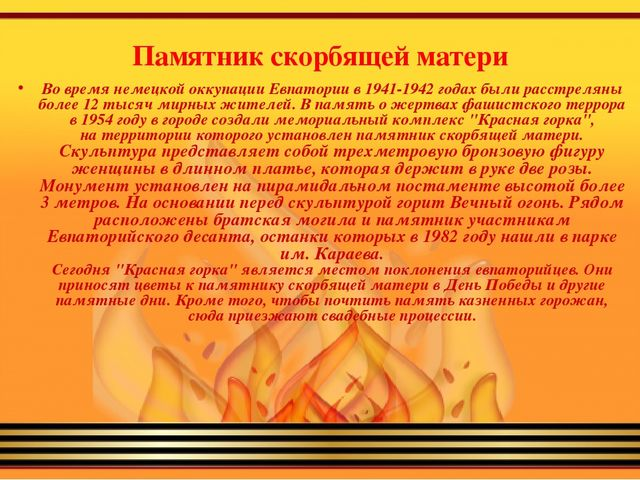 Памятник скорбящей матери
• Во время немецкой оккупации Евпатории в 1941-1942 годах были расстреляны
более 12 тысяч мирных жителей. В память о жертвах фашистского террора
в 1954 году в городе создали мемориальный комплекс "Красная горка",
на территории которого установлен памятник скорбящей матери.
Скульптура представляет собой трехметровую бронзовую фигуру
женщины в длинном платье, которая держит в руке две розы.
Монумент установлен на пирамидальном постаменте высотой более
3 метров. На основании перед скульптурой горит Вечный огонь. Рядом
расположены братская могила и памятник участникам
Евпаторийского десанта, останки которых в 1982 году нашли в парке
им. Караева.
Сегодня "Красная горка" является местом поклонения евпаторийцев. Они
приносят цветы к памятнику скорбящей матери в День Победы и другие
памятные дни. Кроме того, чтобы почтить память казненных горожан,
сюда приезжают свадебные процессии.